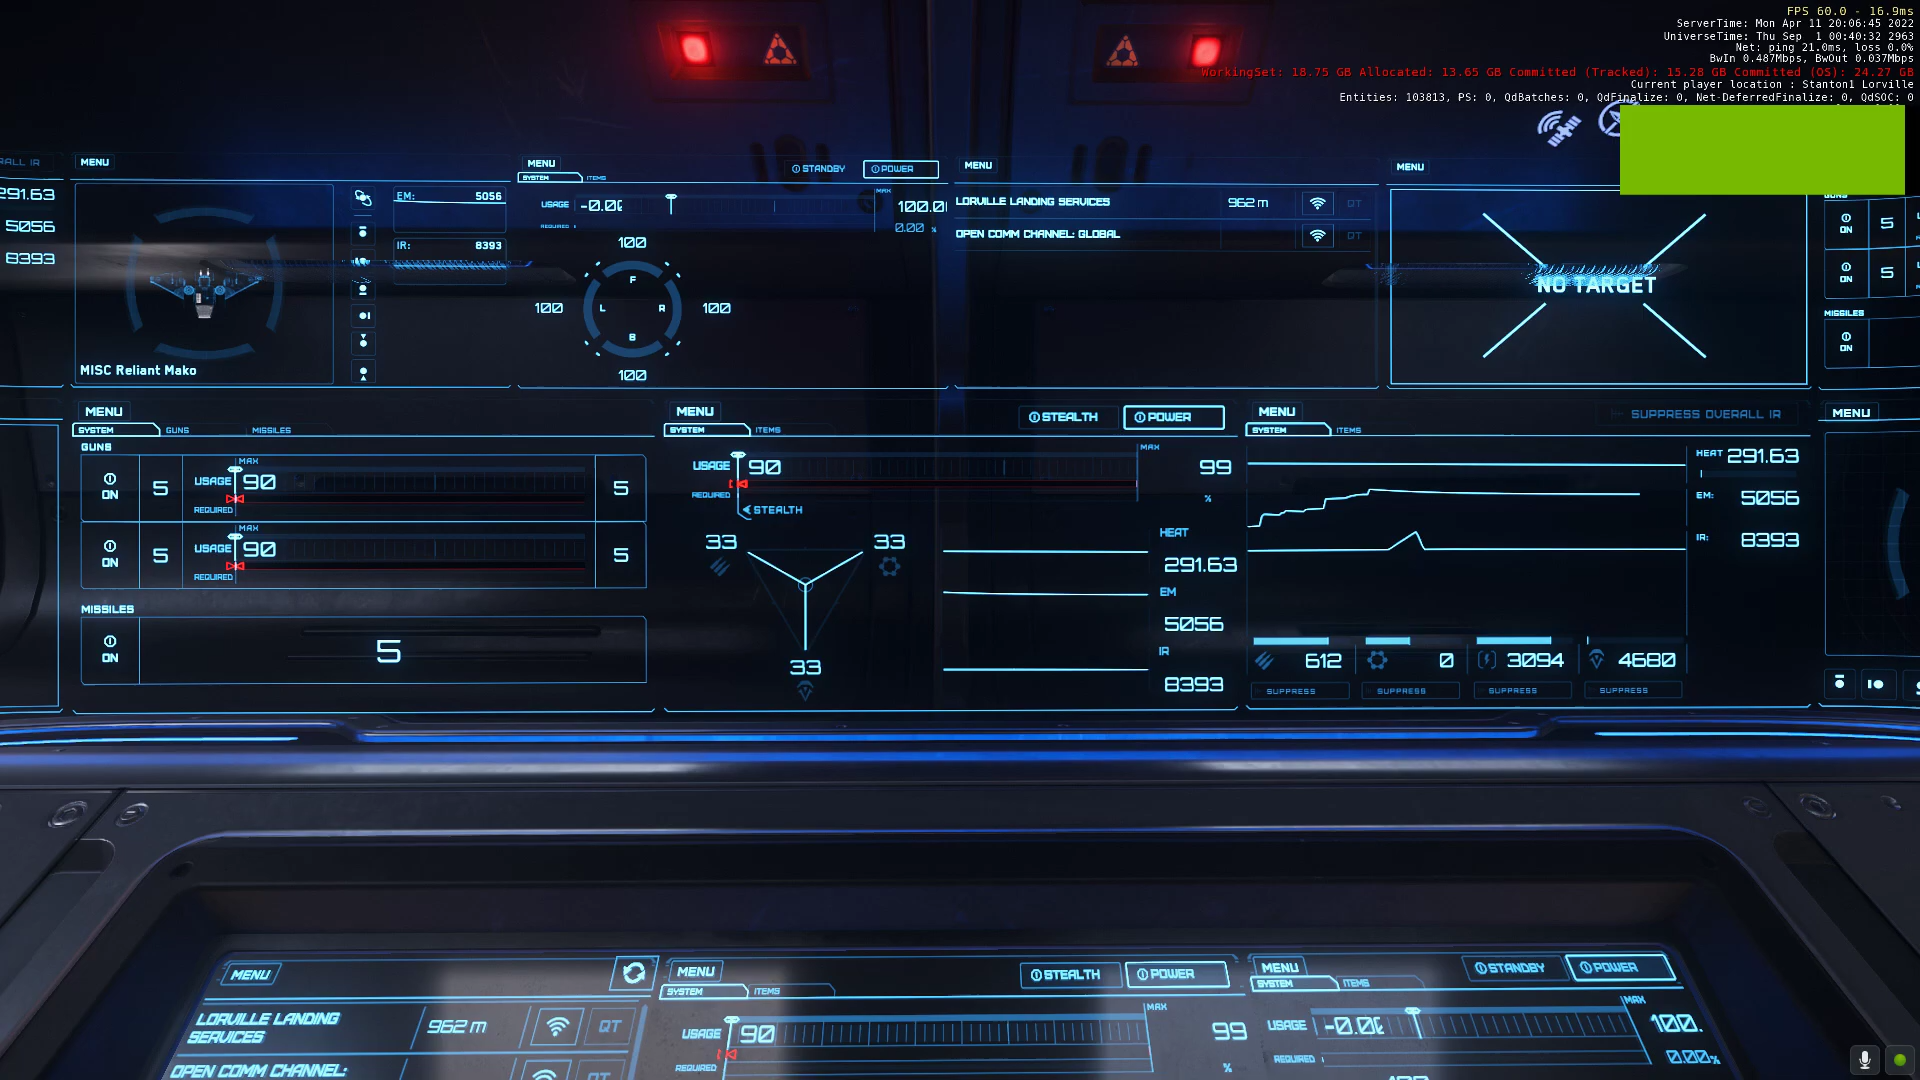 FPS 60.0 - 16.9ms
ServerTime: Mon Apr 11 20:06:45 2022
UniverseTime: Thu Sep 1 00:40:32 2963
Net: ping 21.0ms, loss 0.0%
BwIn 0.487Mbps, BwOut 0.037Mbps
WorkingSet: 18.75 GB Allocated: 13.65 GB Committed (Tracked): 15.28 GB Committed (OS): 24.27 GB
Current player location : Stanton1 Lorville
Entities: 103813, PS: 0, QdBatches: 0, QdFinalize: 0, Net-DeferredFinalize: 0, QdSOC: 0
RALL IR
291.63
5056
8393
MENU
EM: 5056
IR: 8393
MISC Reliant Mako
MENU
SYSTEM ITEMS
STANDBY POWER
USAGE -0.00 MAX 100.0
REQUIRED 0.00 %
100
100 F L R B 100
100
MENU
LORVILLE LANDING SERVICES 962 m QT
OPEN COMM CHANNEL: GLOBAL QT
MENU
NO TARGET
ON 5
ON 5
MISSILES
ON
MENU
SYSTEM GUNS MISSILES
GUNS
ON 5 USAGE 90 MAX 5
REQUIRED
ON 5 USAGE 90 MAX 5
REQUIRED
MISSILES
ON 5
MENU STEALTH POWER
SYSTEM ITEMS
USAGE 90 MAX 99
REQUIRED %
STEALTH
33 33
33
HEAT
291.63
EM
5056
IR
8393
MENU SUPPRESS OVERALL IR
SYSTEM ITEMS
HEAT 291.63
EM: 5056
IR: 8393
612 0 3094 4680
SUPPRESS SUPPRESS SUPPRESS SUPPRESS
MENU
MENU
LORVILLE LANDING
SERVICES 962 m QT
OPEN COMM CHANNEL: QT
MENU STEALTH POWER
SYSTEM ITEMS
USAGE 90 MAX 99
REQUIRED %
MENU STANDBY POWER
SYSTEM ITEMS
USAGE -0.00 MAX 100.
REQUIRED 0.00%